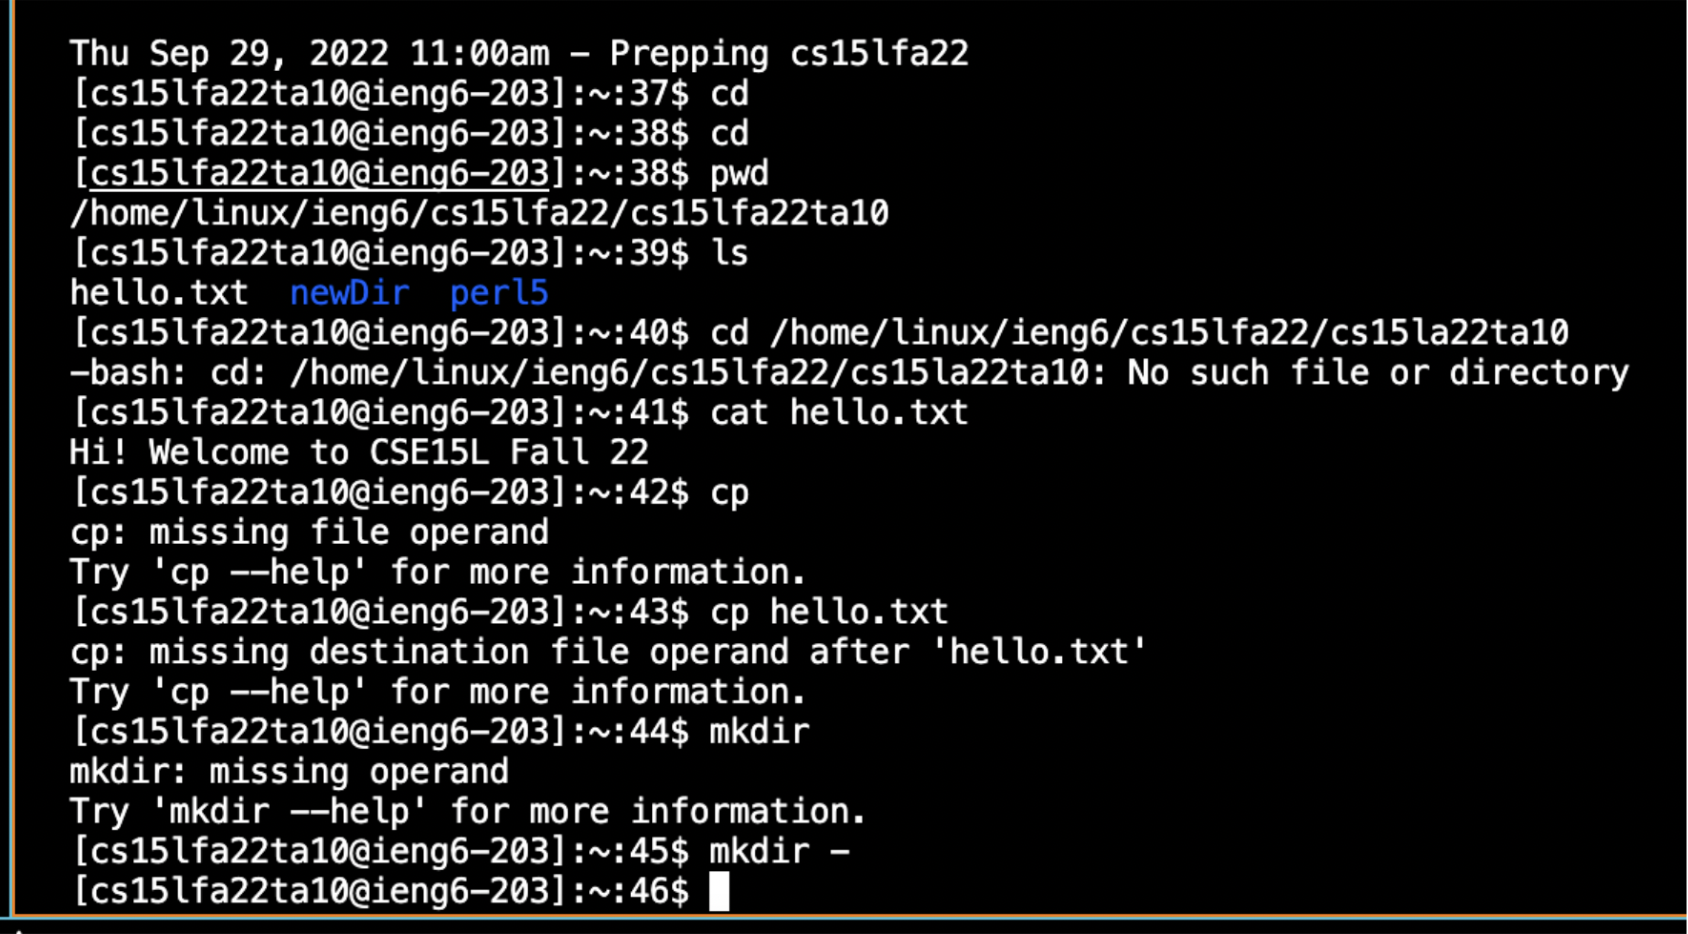 Thu Sep 29, 2022 11:00am - Prepping cs15lfa22
[cs15lfa22ta10@ieng6-203]:~:37$ cd
[cs15lfa22ta10@ieng6-203]:~:38$ cd
[cs15lfa22ta10@ieng6-203]:~:38$ pwd
/home/linux/ieng6/cs15lfa22/cs15lfa22ta10
[cs15lfa22ta10@ieng6-203]:~:39$ ls
hello.txt  newDir  perl5
[cs15lfa22ta10@ieng6-203]:~:40$ cd /home/linux/ieng6/cs15lfa22/cs15la22ta10
-bash: cd: /home/linux/ieng6/cs15lfa22/cs15la22ta10: No such file or directory
[cs15lfa22ta10@ieng6-203]:~:41$ cat hello.txt
Hi! Welcome to CSE15L Fall 22
[cs15lfa22ta10@ieng6-203]:~:42$ cp
cp: missing file operand
Try 'cp --help' for more information.
[cs15lfa22ta10@ieng6-203]:~:43$ cp hello.txt
cp: missing destination file operand after 'hello.txt'
Try 'cp --help' for more information.
[cs15lfa22ta10@ieng6-203]:~:44$ mkdir
mkdir: missing operand
Try 'mkdir --help' for more information.
[cs15lfa22ta10@ieng6-203]:~:45$ mkdir -
[cs15lfa22ta10@ieng6-203]:~:46$